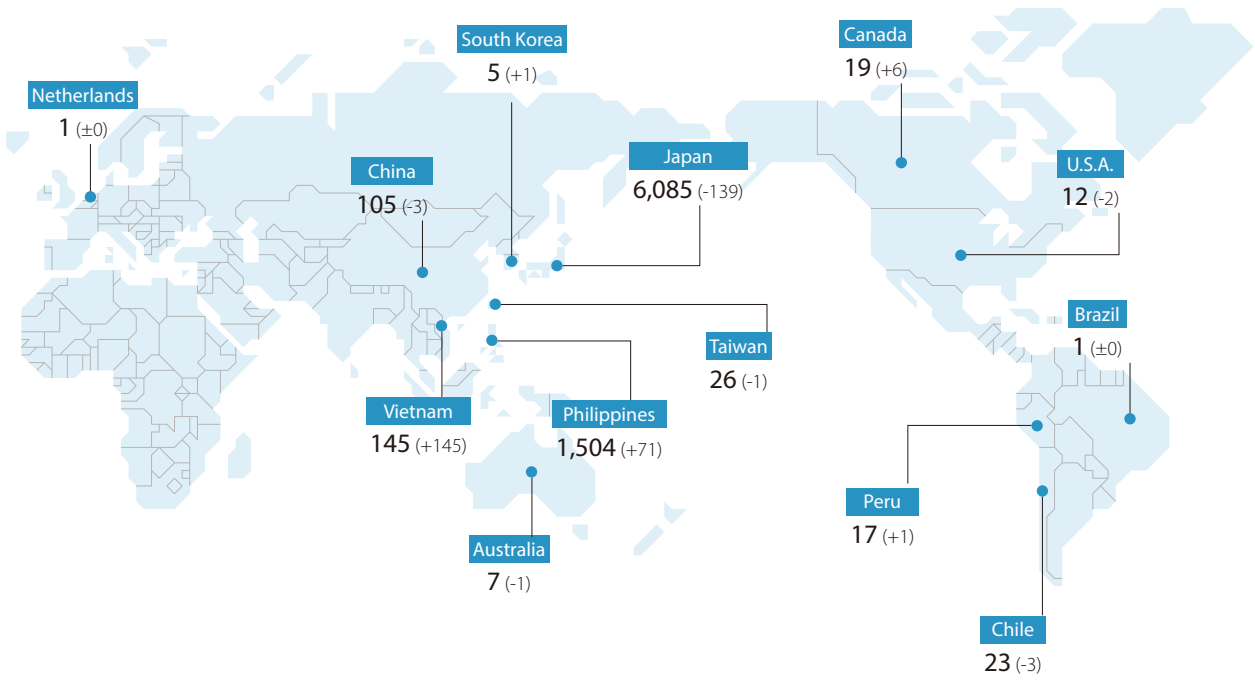 South Korea
5 (+1)
Canada
19 (+6)
Netherlands
1 (±0)
Japan
6,085 (-139)
U.S.A.
12 (-2)
China
105 (-3)
Brazil
1 (±0)
Taiwan
26 (-1)
Vietnam
145 (+145)
Philippines
1,504 (+71)
Peru
17 (+1)
Australia
7 (-1)
Chile
23 (-3)